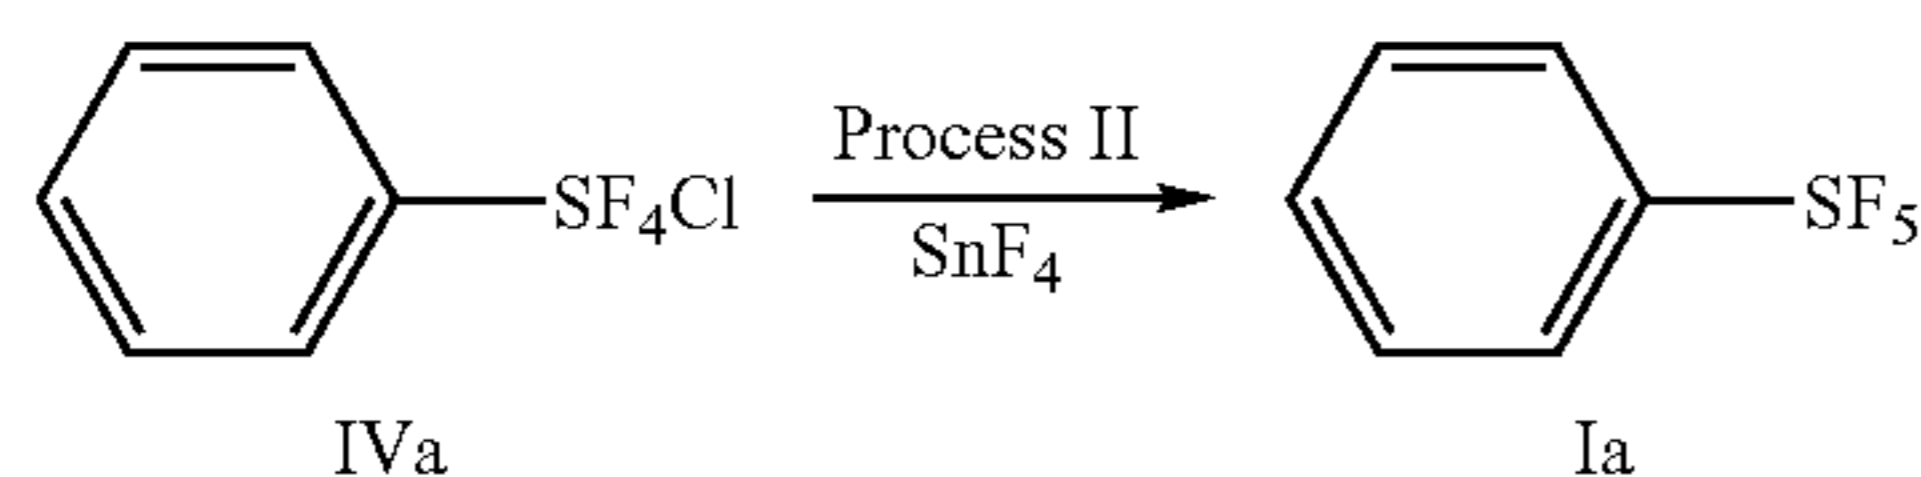 Process II
SF₄Cl
SF₅
SnF₄
IVa
Ia